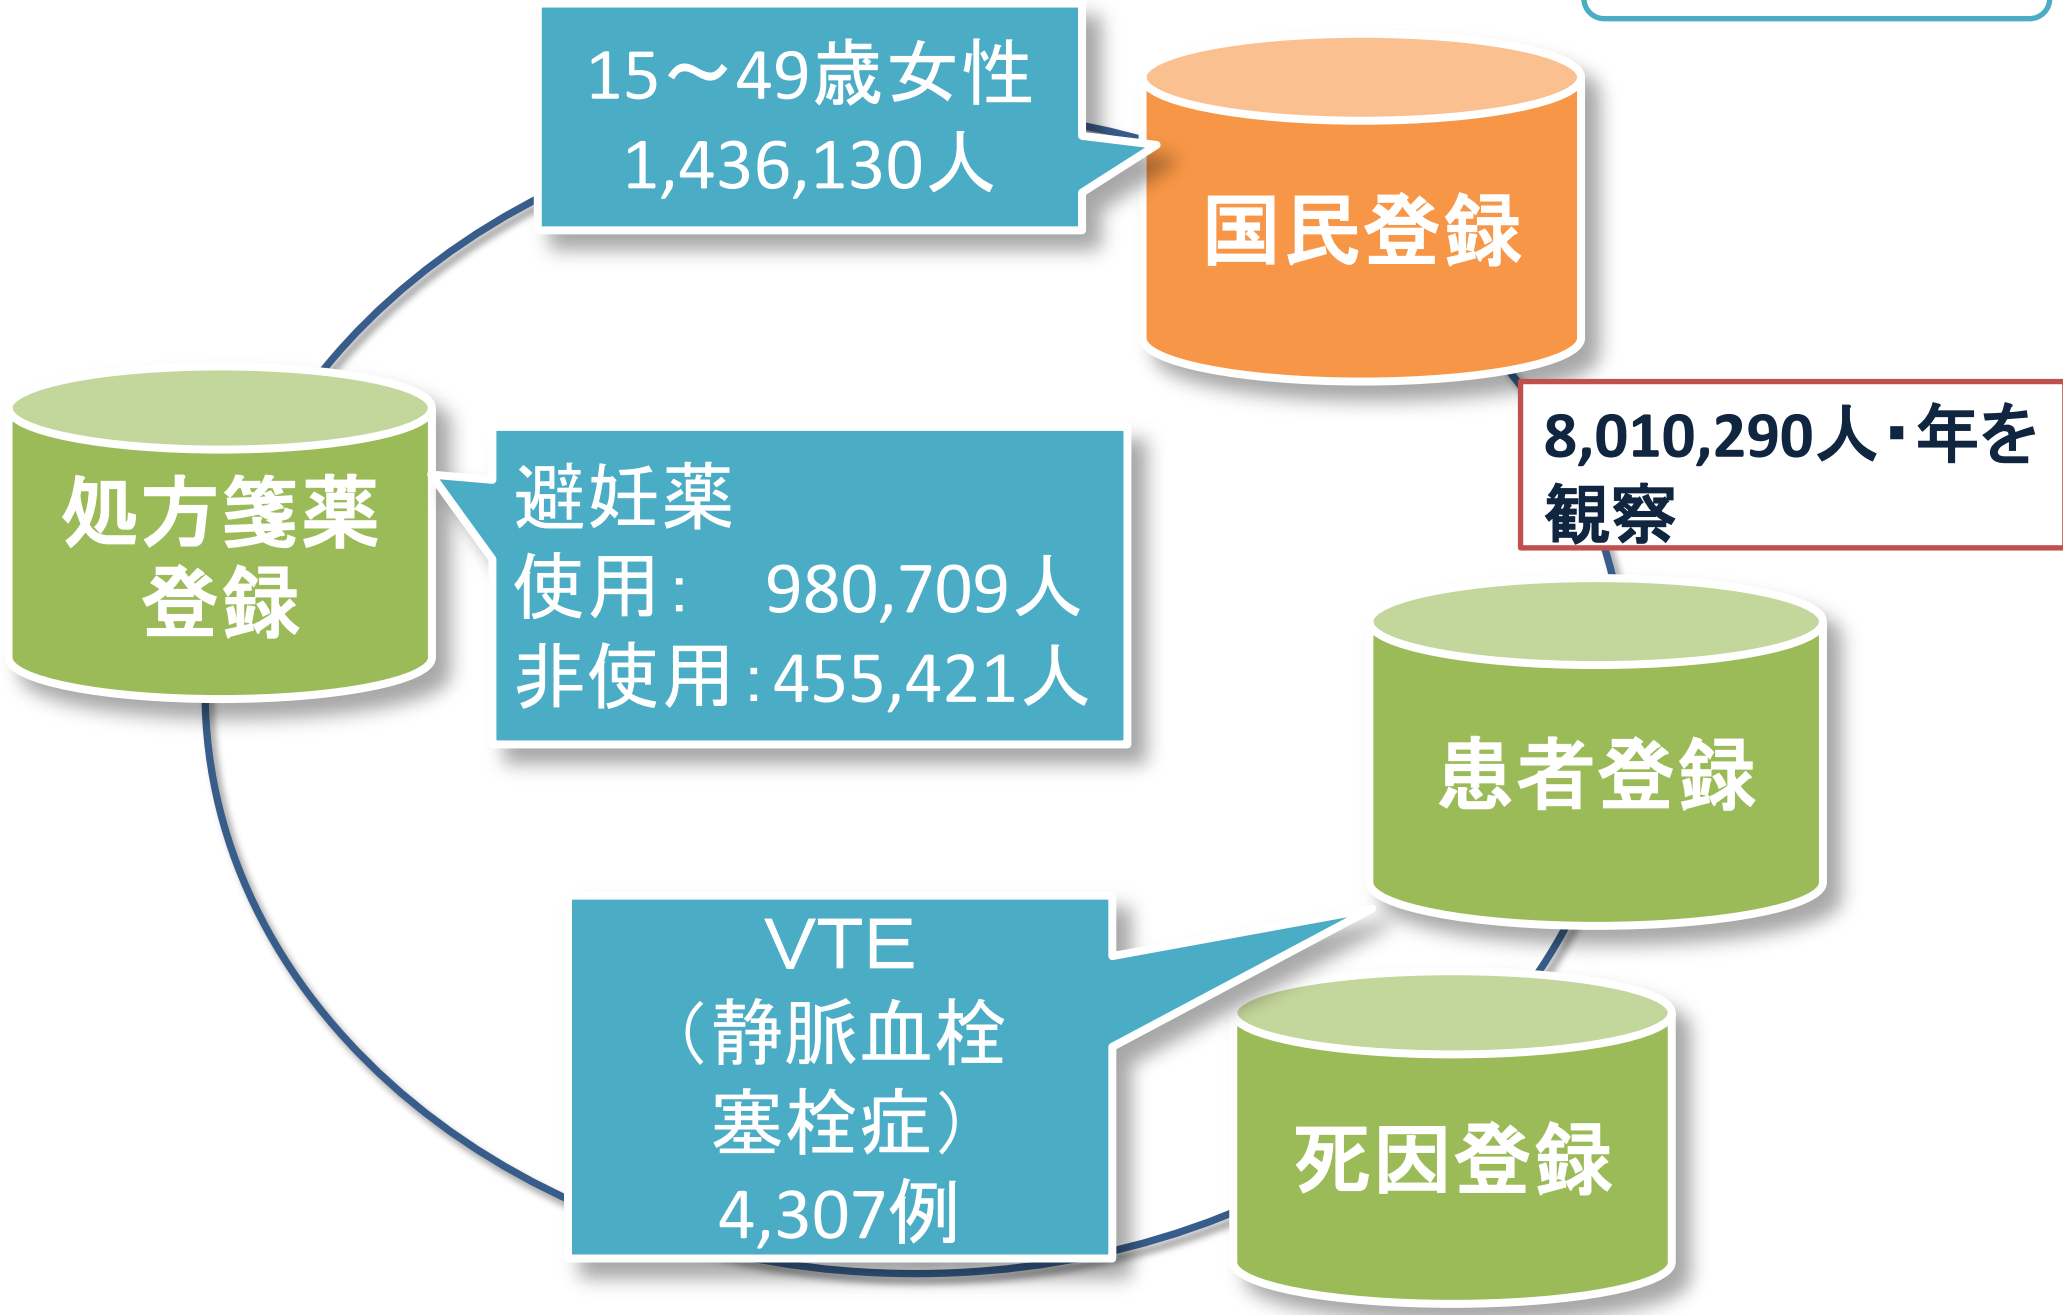 15～49歳女性
1,436,130人
国民登録
8,010,290人・年を
観察
処方箋薬
登録
避妊薬
使用：　980,709人
非使用：455,421人
患者登録
VTE
（静脈血栓
塞栓症）
4,307例
死因登録